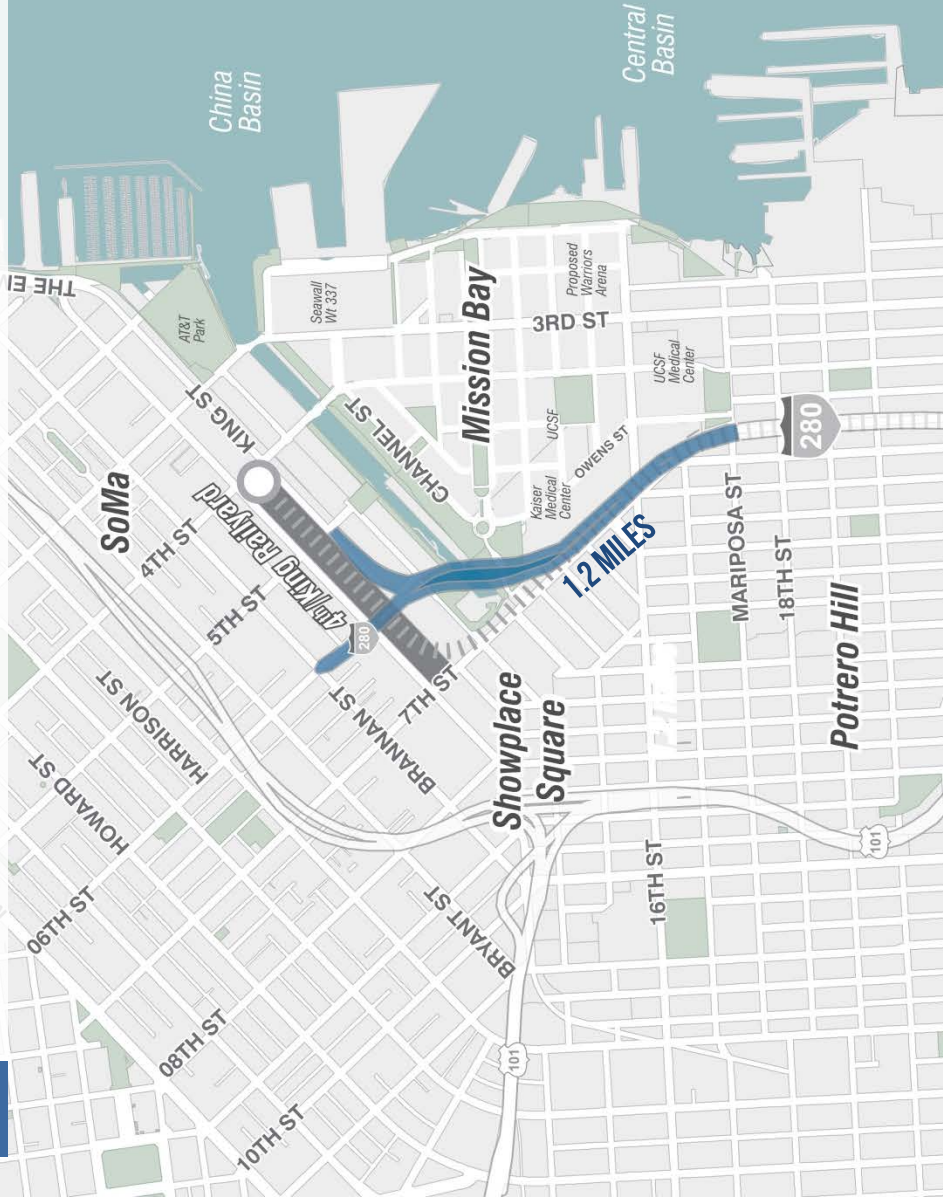 China
Basin
Central
Basin
THE E
AT&T
Park
Seawall
Wt 337
Mission Bay
Proposed
Warriors
Arena
3RD ST
UCSF
Medical
Center
KING ST
CHANNEL ST
UCSF
OWENS ST
Kaiser
Medical
Center
SoMa
4TH ST
4th/King Railyard
5TH ST
280
280
1.2 MILES
MARIPOSA ST
18TH ST
7TH ST
BRANNAN ST
HARRISON ST
HOWARD ST
Showplace
Square
Potrero Hill
06TH ST
BRYANT ST
16TH ST
101
08TH ST
101
10TH ST